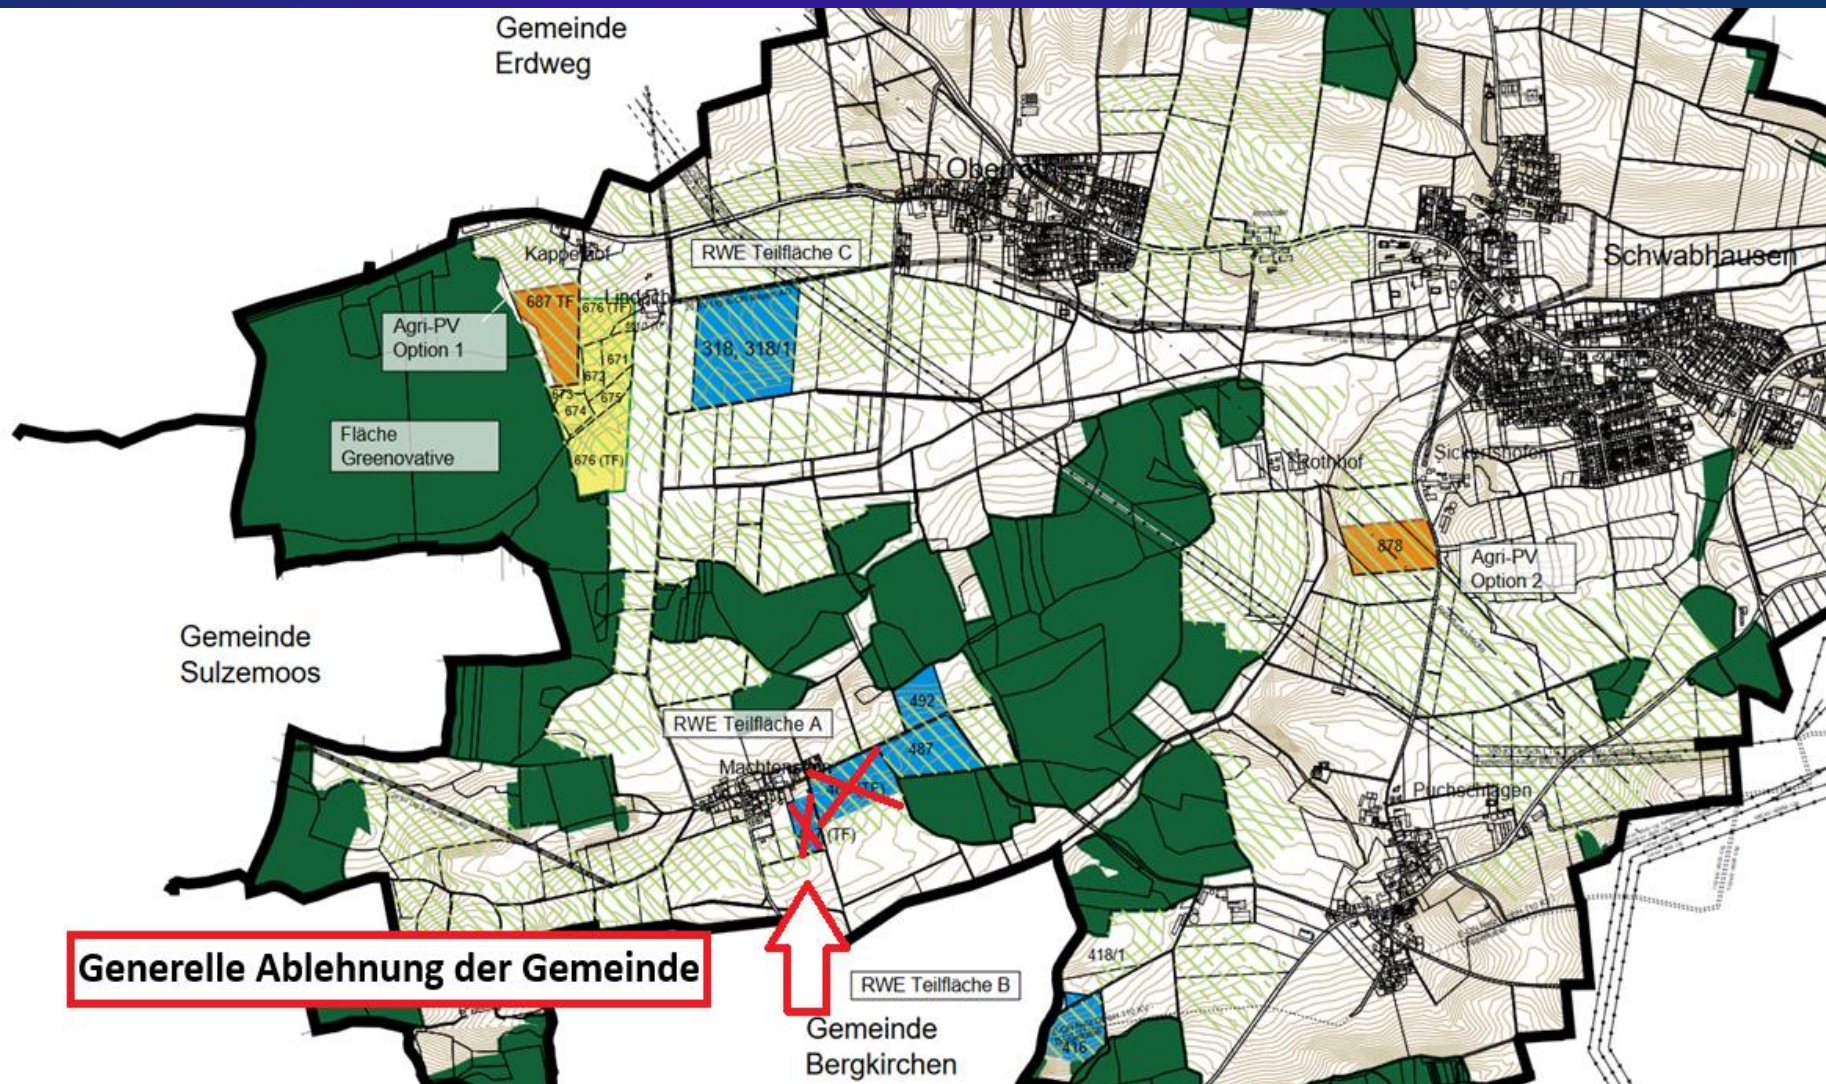 Gemeinde
Erdweg
Kappelhof
RWE Teilfläche C
Schwabhausen
687 TF
676 (TF)
Agri-PV
Option 1
318, 318/1
671
672
673
675
674
Fläche
Greenovative
676 (TF)
Rothhof
Sickertshofen
878
Agri-PV
Option 2
Gemeinde
Sulzemoos
492
RWE Teilfläche A
487
(TF)
Puchschlagen
418/1
Generelle Ablehnung der Gemeinde
RWE Teilfläche B
Gemeinde
Bergkirchen
416